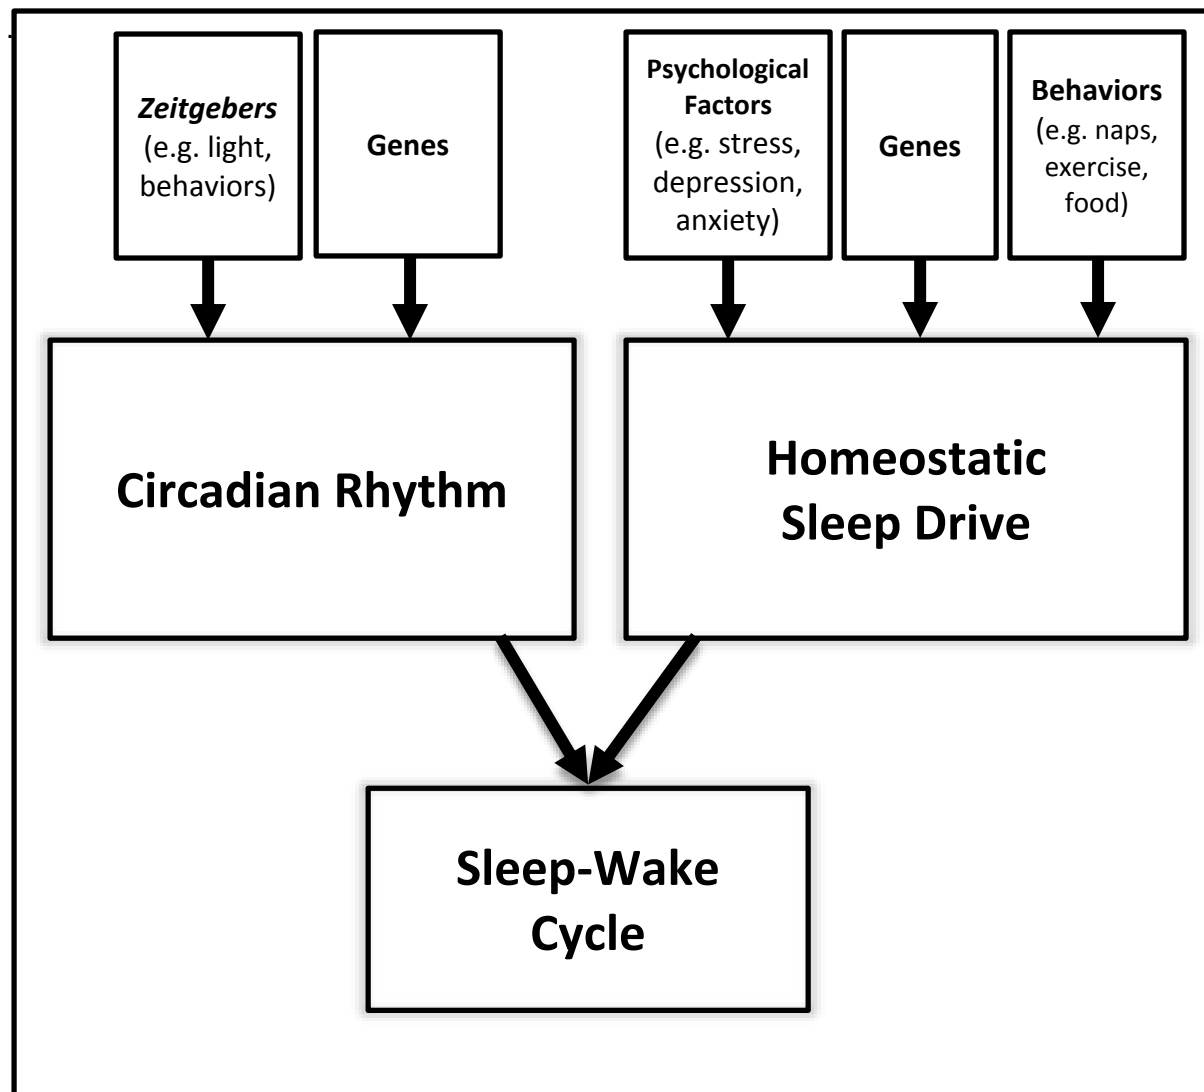 Zeitgebers
(e.g. light,
behaviors)
Genes
Psychological
Factors
(e.g. stress,
depression,
anxiety)
Genes
Behaviors
(e.g. naps,
exercise,
food)
Circadian Rhythm
Homeostatic
Sleep Drive
Sleep-Wake
Cycle